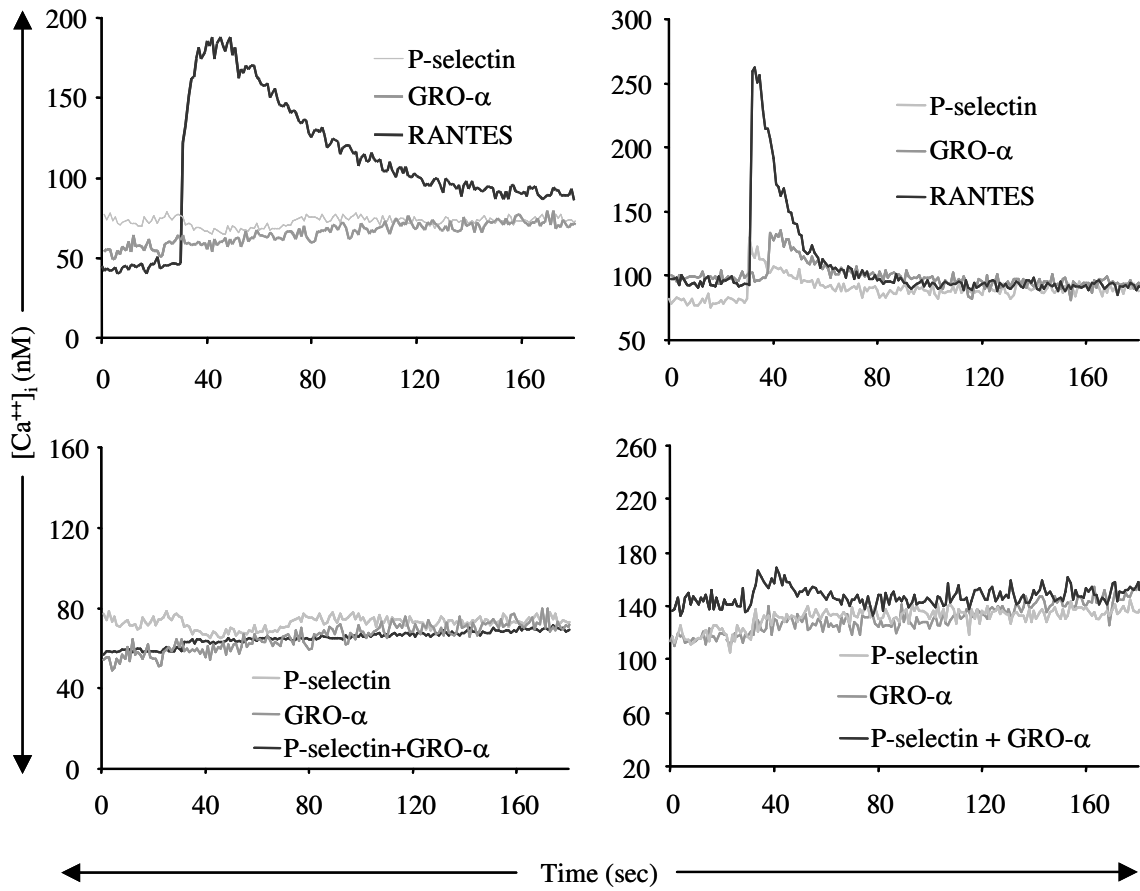 [Ca++]i (nM)
200
150
100
50
0
P-selectin
GRO-α
RANTES
0 40 80 120 160
300
250
200
150
100
50
P-selectin
GRO-α
RANTES
0 40 80 120 160
160
120
80
40
0
P-selectin
GRO-α
P-selectin+GRO-α
0 40 80 120 160
260
220
180
140
100
60
20
P-selectin
GRO-α
P-selectin + GRO-α
0 40 80 120 160
Time (sec)